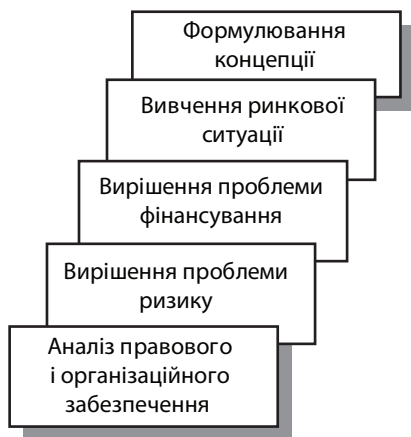 Формулювання
концепції
Вивчення ринкової
ситуації
Вирішення проблеми
фінансування
Вирішення проблеми
ризику
Аналіз правового
і організаційного
забезпечення